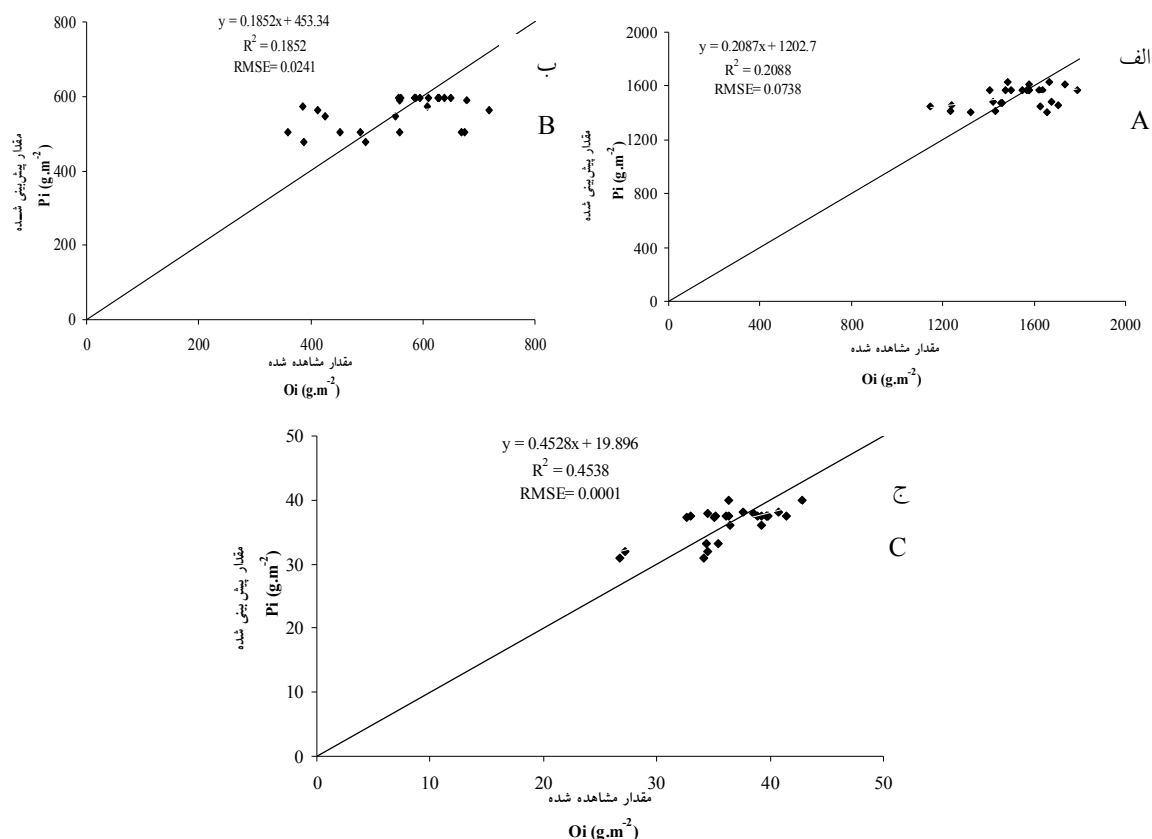 y = 0.1852x + 453.34
R² = 0.1852
RMSE= 0.0241
ب
B
800
600
400
200
0
مقدار پیش‌بینی شده
Pi (g.m⁻²)
0 200 400 600 800
مقدار مشاهده شده
Oi (g.m⁻²)
y = 0.2087x + 1202.7
R² = 0.2088
RMSE= 0.0738
الف
A
2000
1600
1200
800
400
0
مقدار پیش‌بینی شده
Pi (g.m⁻²)
0 400 800 1200 1600 2000
مقدار مشاهده شده
Oi (g.m⁻²)
y = 0.4528x + 19.896
R² = 0.4538
RMSE= 0.0001
ج
C
50
40
30
20
10
0
مقدار پیش‌بینی شده
Pi (g.m⁻²)
0 10 20 30 40 50
مقدار مشاهده شده
Oi (g.m⁻²)